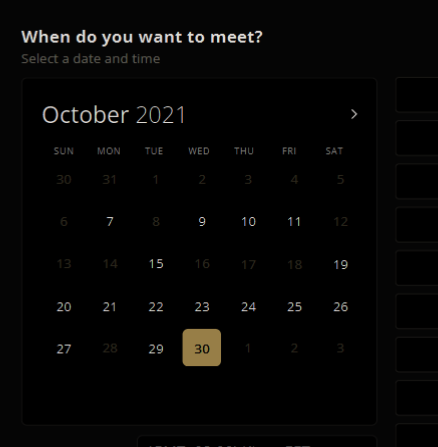 When do you want to meet?
Select a date and time
October 2021 >
SUN MON TUE WED THU FRI SAT
30 31 1 2 3 4 5
6 7 8 9 10 11 12
13 14 15 16 17 18 19
20 21 22 23 24 25 26
27 28 29 30 1 2 3